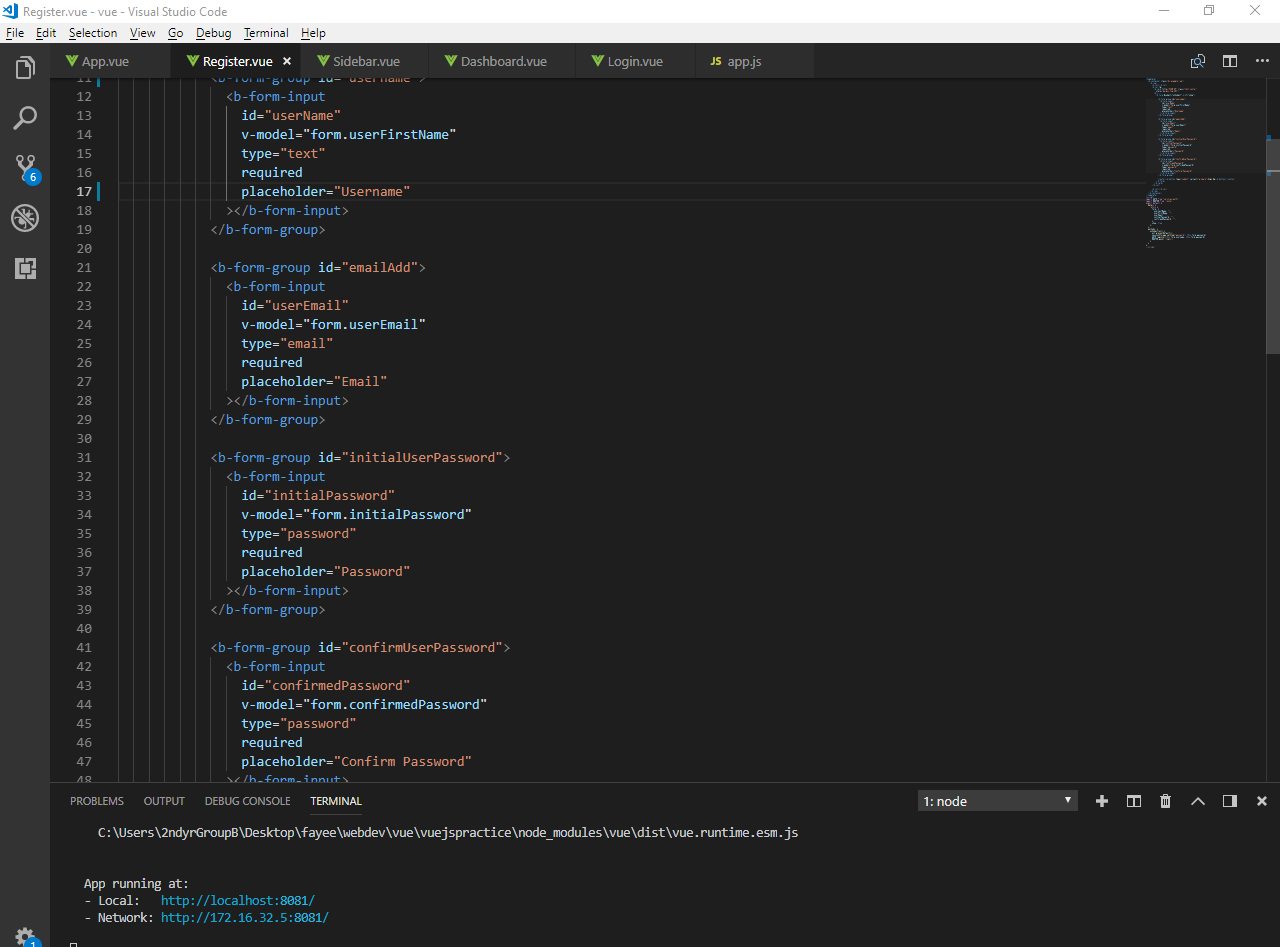 Register.vue - vue - Visual Studio Code
File Edit Selection View Go Debug Terminal Help
App.vue Register.vue × Sidebar.vue Dashboard.vue Login.vue JS app.js ...
11 <b-form-group id="username">
12 <b-form-input
13 id="userName"
14 v-model="form.userFirstName"
15 type="text"
16 required
17 placeholder="Username"
18 ></b-form-input>
19 </b-form-group>
20
21 <b-form-group id="emailAdd">
22 <b-form-input
23 id="userEmail"
24 v-model="form.userEmail"
25 type="email"
26 required
27 placeholder="Email"
28 ></b-form-input>
29 </b-form-group>
30
31 <b-form-group id="initialUserPassword">
32 <b-form-input
33 id="initialPassword"
34 v-model="form.initialPassword"
35 type="password"
36 required
37 placeholder="Password"
38 ></b-form-input>
39 </b-form-group>
40
41 <b-form-group id="confirmUserPassword">
42 <b-form-input
43 id="confirmedPassword"
44 v-model="form.confirmedPassword"
45 type="password"
46 required
47 placeholder="Confirm Password"
48 ></b-form-input>
6
1
PROBLEMS OUTPUT DEBUG CONSOLE TERMINAL 1: node
C:\Users\2ndyrGroupB\Desktop\fayee\webdev\vue\vuejspractice\node_modules\vue\dist\vue.runtime.esm.js
App running at:
- Local: http://localhost:8081/
- Network: http://172.16.32.5:8081/